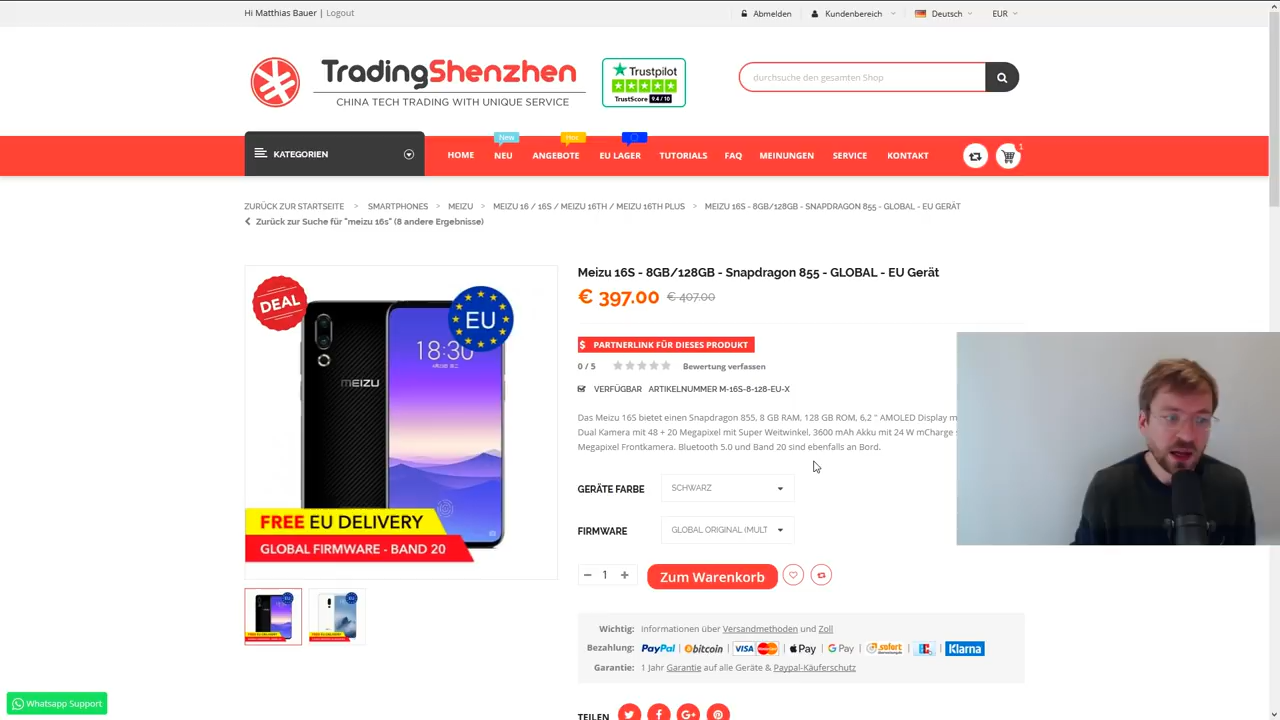 Hi Matthias Bauer | Logout
Abmelden
Kundenbereich
Deutsch
EUR
TradingShenzhen
CHINA TECH TRADING WITH UNIQUE SERVICE
Trustpilot
TrustScore 9.4 / 10
durchsuche den gesamten Shop
KATEGORIEN
HOME
New
NEU
ANGEBOTE
EU LAGER
TUTORIALS
FAQ
MEINUNGEN
SERVICE
KONTAKT
1
ZURÜCK ZUR STARTSEITE > SMARTPHONES > MEIZU > MEIZU 16 / 16S / MEIZU 16TH / MEIZU 16TH PLUS > MEIZU 16S - 8GB/128GB - SNAPDRAGON 855 - GLOBAL - EU GERÄT
Zurück zur Suche für "meizu 16s" (8 andere Ergebnisse)
DEAL
EU
18:30
MEIZU
FREE EU DELIVERY
GLOBAL FIRMWARE - BAND 20
Meizu 16S - 8GB/128GB - Snapdragon 855 - GLOBAL - EU Gerät
€ 397.00 € 407.00
$ PARTNERLINK FÜR DIESES PRODUKT
0 / 5 Bewertung verfassen
VERFÜGBAR ARTIKELNUMMER M-16S-8-128-EU-X
Das Meizu 16S bietet einen Snapdragon 855, 8 GB RAM, 128 GB ROM, 6,2 " AMOLED Display
Dual Kamera mit 48 + 20 Megapixel mit Super Weitwinkel, 3600 mAh Akku mit 24 W mCharge
Megapixel Frontkamera. Bluetooth 5.0 und Band 20 sind ebenfalls an Bord.
GERÄTE FARBE SCHWARZ
FIRMWARE GLOBAL ORIGINAL (MULT
− 1 + Zum Warenkorb
Wichtig: Informationen über Versandmethoden und Zoll
Bezahlung: PayPal | bitcoin | VISA MasterCard | Apple Pay | G Pay | sofort | | Klarna
Garantie: 1 Jahr Garantie auf alle Geräte & Paypal-Käuferschutz
TEILEN
Whatsapp Support